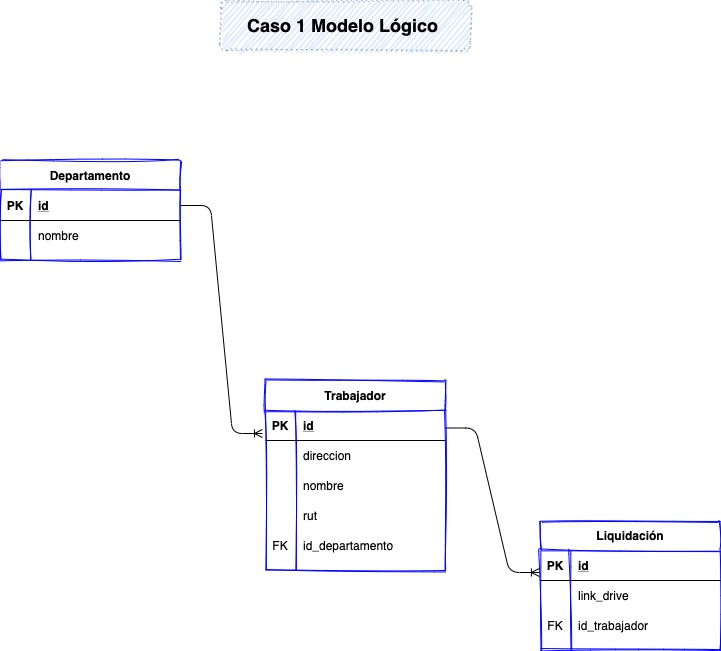 Caso 1 Modelo Lógico
Departamento
PK id
nombre
Trabajador
PK id
direccion
nombre
rut
FK id_departamento
Liquidación
PK id
link_drive
FK id_trabajador